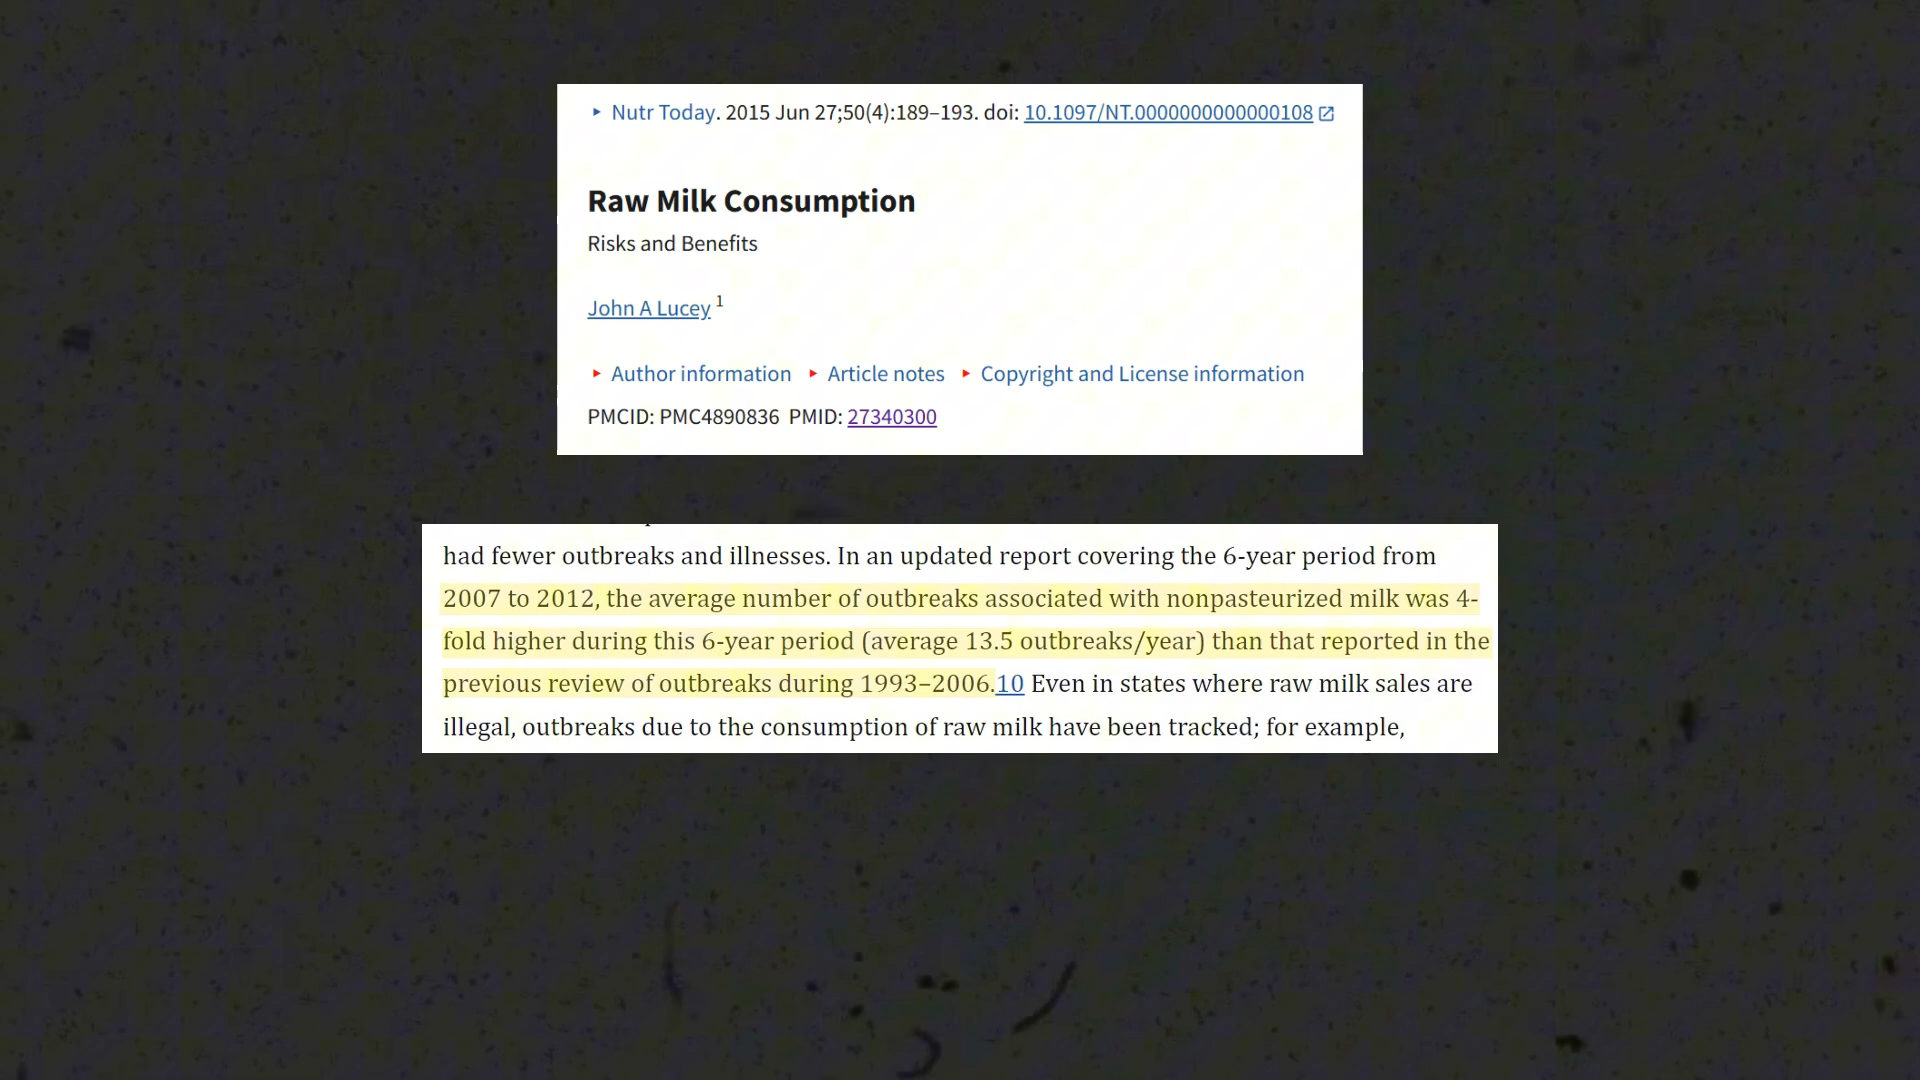 ‣ Nutr Today. 2015 Jun 27;50(4):189–193. doi: 10.1097/NT.0000000000000108
Raw Milk Consumption
Risks and Benefits
John A Lucey 1
‣ Author information ‣ Article notes ‣ Copyright and License information
PMCID: PMC4890836 PMID: 27340300
had fewer outbreaks and illnesses. In an updated report covering the 6-year period from
2007 to 2012, the average number of outbreaks associated with nonpasteurized milk was 4-
fold higher during this 6-year period (average 13.5 outbreaks/year) than that reported in the
previous review of outbreaks during 1993–2006.10 Even in states where raw milk sales are
illegal, outbreaks due to the consumption of raw milk have been tracked; for example,